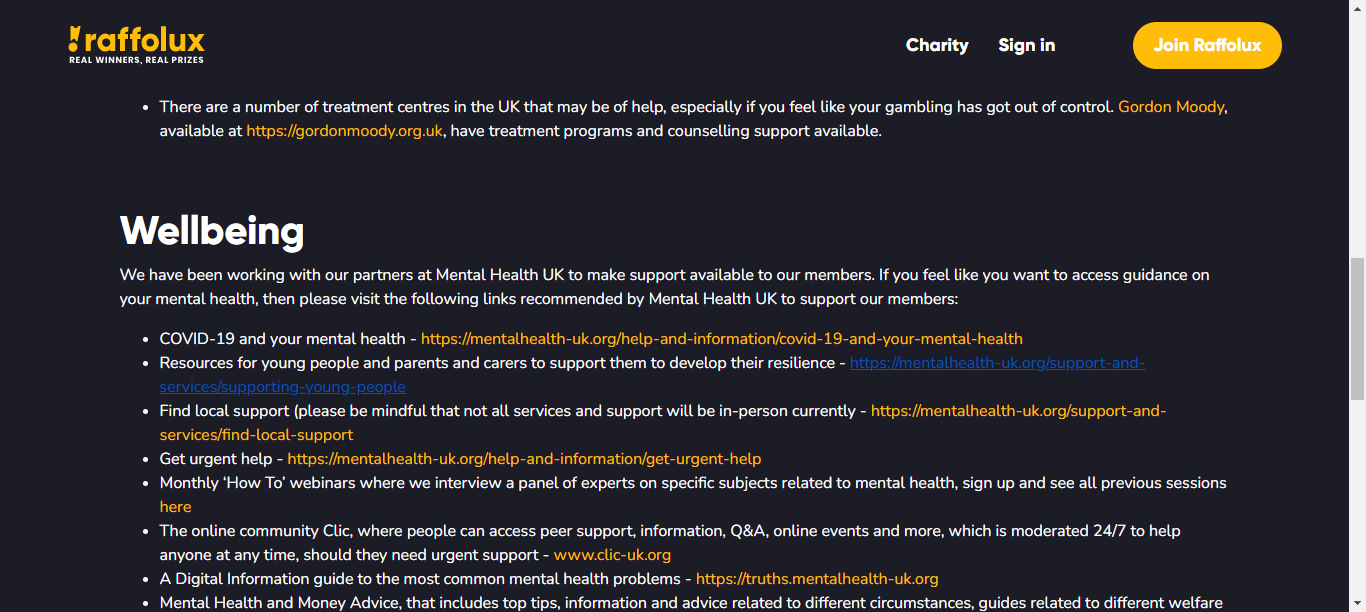 raffolux
REAL WINNERS, REAL PRIZES
Charity
Sign in
Join Raffolux
There are a number of treatment centres in the UK that may be of help, especially if you feel like your gambling has got out of control. Gordon Moody,
available at https://gordonmoody.org.uk, have treatment programs and counselling support available.
Wellbeing
We have been working with our partners at Mental Health UK to make support available to our members. If you feel like you want to access guidance on
your mental health, then please visit the following links recommended by Mental Health UK to support our members:
COVID-19 and your mental health - https://mentalhealth-uk.org/help-and-information/covid-19-and-your-mental-health
Resources for young people and parents and carers to support them to develop their resilience - https://mentalhealth-uk.org/support-and-
services/supporting-young-people
Find local support (please be mindful that not all services and support will be in-person currently - https://mentalhealth-uk.org/support-and-
services/find-local-support
Get urgent help - https://mentalhealth-uk.org/help-and-information/get-urgent-help
Monthly ‘How To’ webinars where we interview a panel of experts on specific subjects related to mental health, sign up and see all previous sessions
here
The online community Clic, where people can access peer support, information, Q&A, online events and more, which is moderated 24/7 to help
anyone at any time, should they need urgent support - www.clic-uk.org
A Digital Information guide to the most common mental health problems - https://truths.mentalhealth-uk.org
Mental Health and Money Advice, that includes top tips, information and advice related to different circumstances, guides related to different welfare